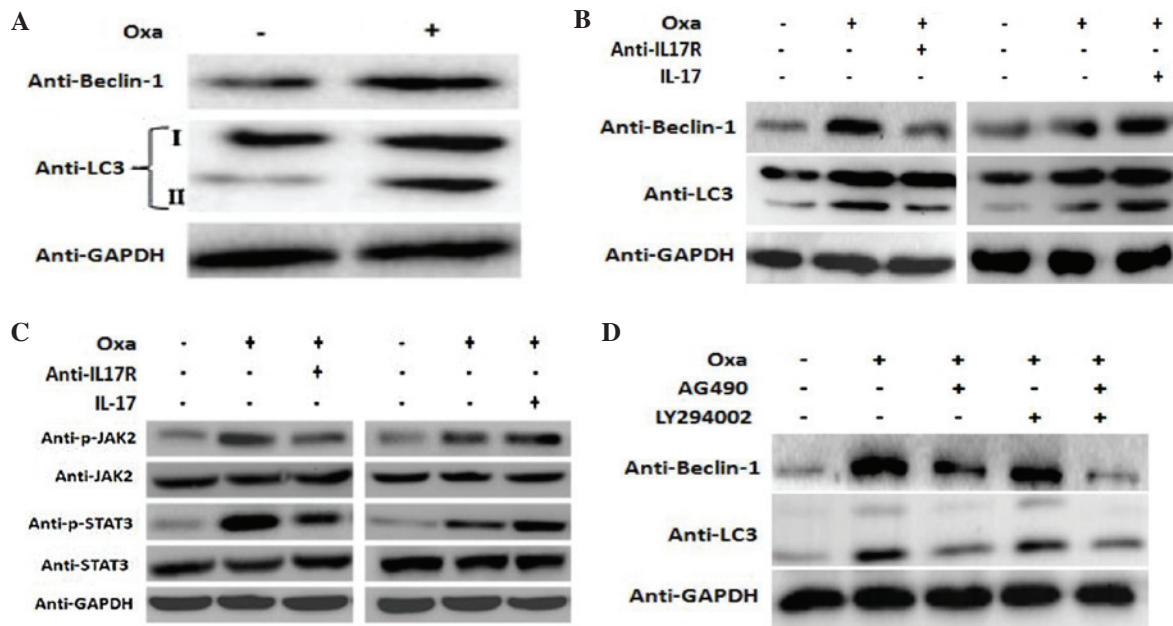 A
Oxa - +
Anti-Beclin-1
Anti-LC3 I
II
Anti-GAPDH
B
Oxa - + + - + +
Anti-IL17R - - + - - -
IL-17 - - - - - +
Anti-Beclin-1
Anti-LC3
Anti-GAPDH
C
Oxa - + + - + +
Anti-IL17R - - + - - -
IL-17 - - - - - +
Anti-p-JAK2
Anti-JAK2
Anti-p-STAT3
Anti-STAT3
Anti-GAPDH
D
Oxa - + + + +
AG490 - - + - +
LY294002 - - - + +
Anti-Beclin-1
Anti-LC3
Anti-GAPDH